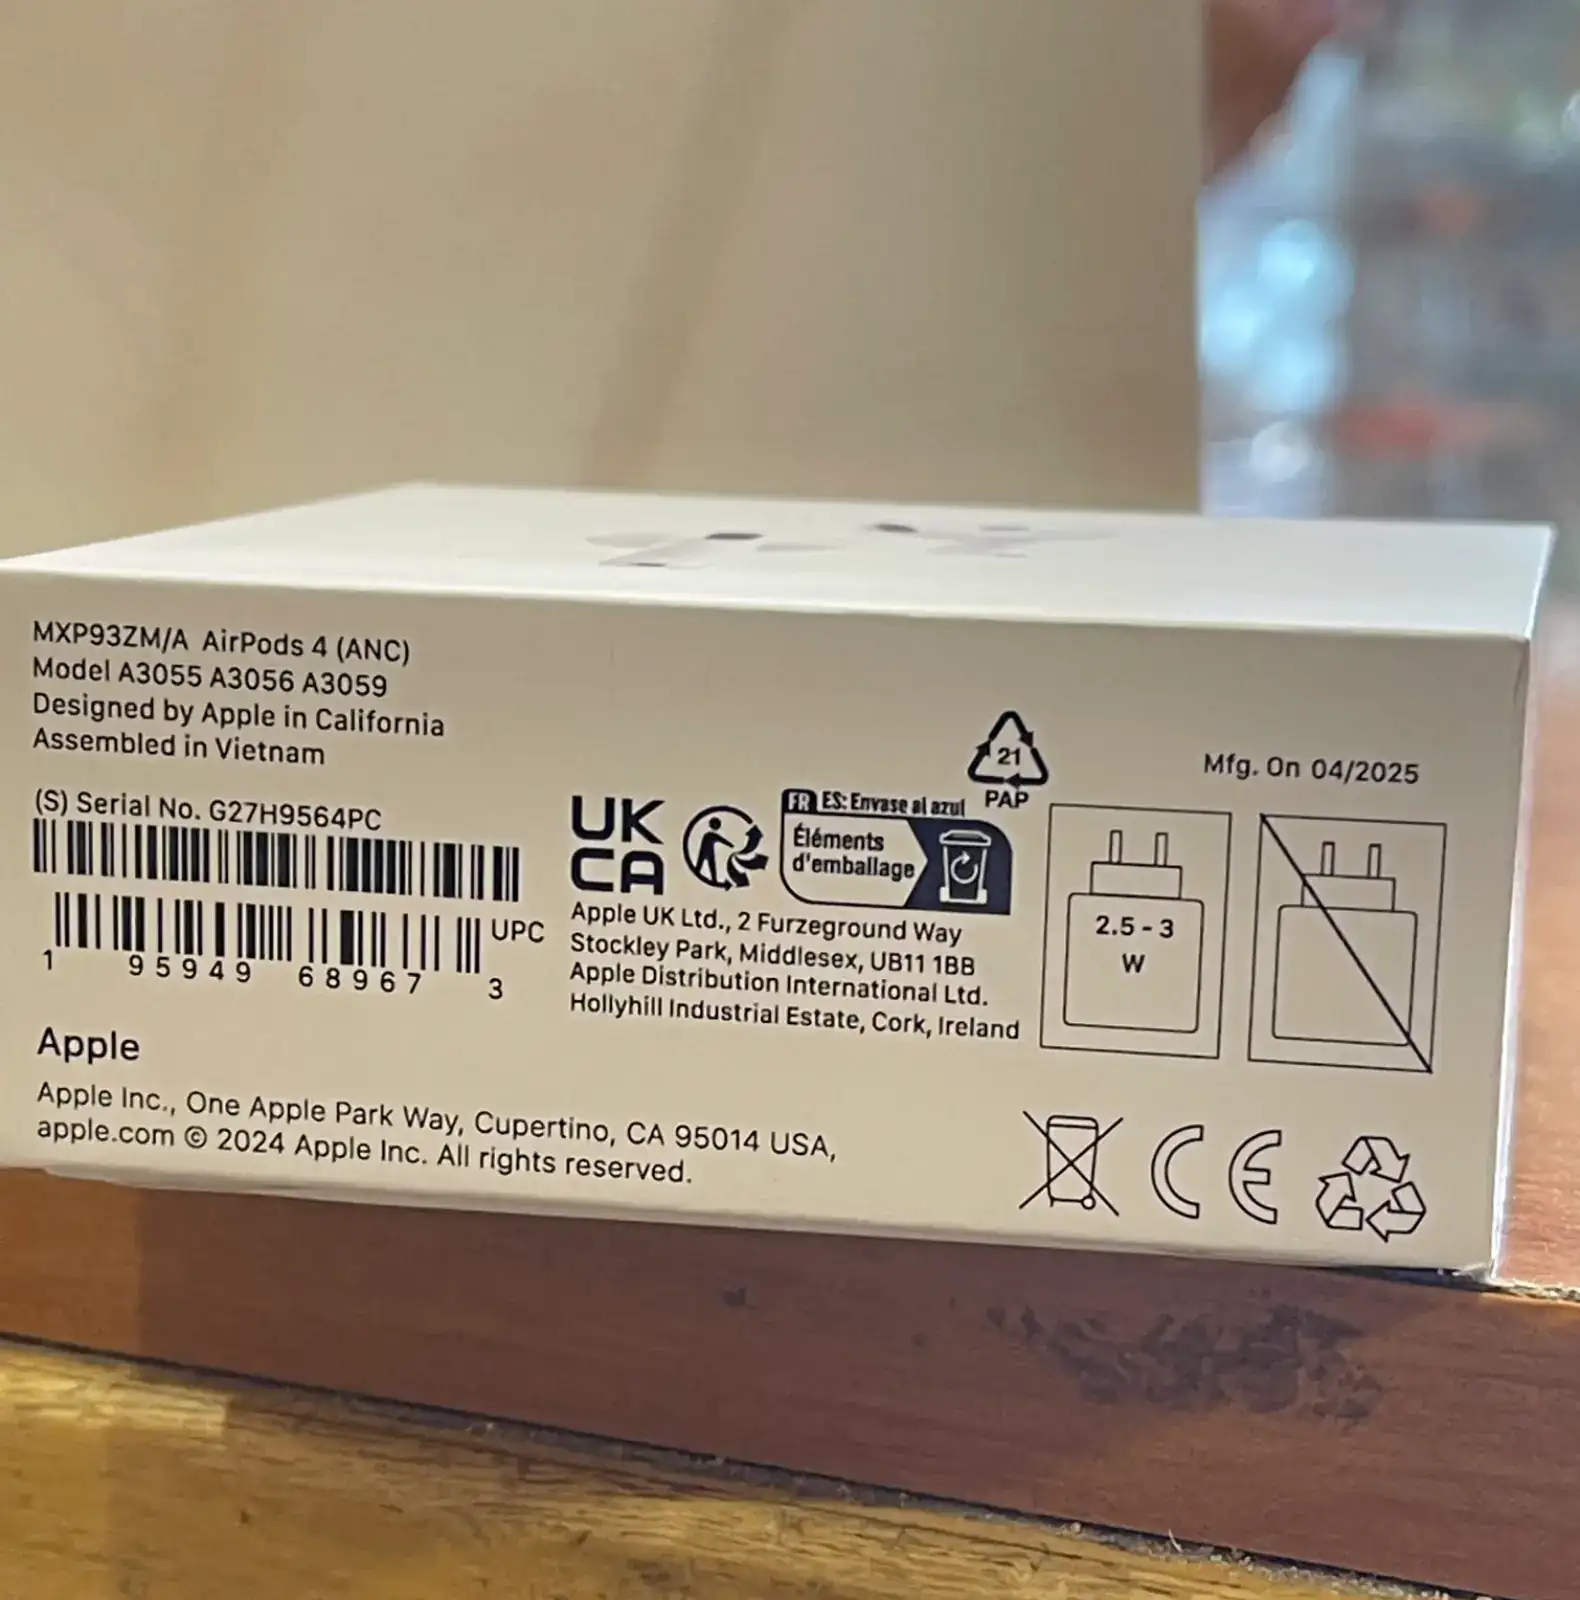 MXP93ZM/A AirPods 4 (ANC)
Model A3055 A3056 A3059
Designed by Apple in California
Assembled in Vietnam
(S) Serial No. G27H9564PC
UPC
1 95949 68967 3
Apple
Apple Inc., One Apple Park Way, Cupertino, CA 95014 USA,
apple.com © 2024 Apple Inc. All rights reserved.
UK
CA
FR ES: Envase al azul
Éléments
d'emballage
21
PAP
Apple UK Ltd., 2 Furzeground Way
Stockley Park, Middlesex, UB11 1BB
Apple Distribution International Ltd.
Hollyhill Industrial Estate, Cork, Ireland
Mfg. On 04/2025
2.5 - 3
W
CE